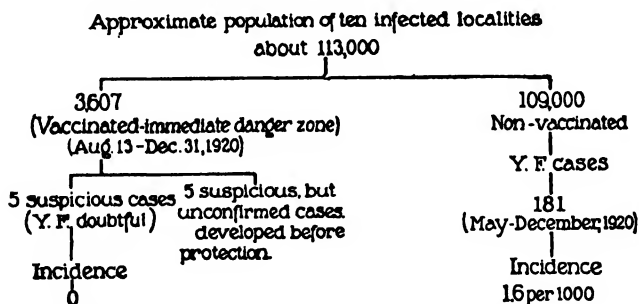 Approximate population of ten infected localities
about 113,000
3,607
(Vaccinated-immediate danger zone)
(Aug. 13-Dec. 31, 1920)
5 suspicious cases
(Y. F. doubtful)
Incidence
0
5 suspicious, but
unconfirmed cases
developed before
protection.
109,000
Non-vaccinated
Y. F. cases
181
(May-December, 1920)
Incidence
1.6 per 1000